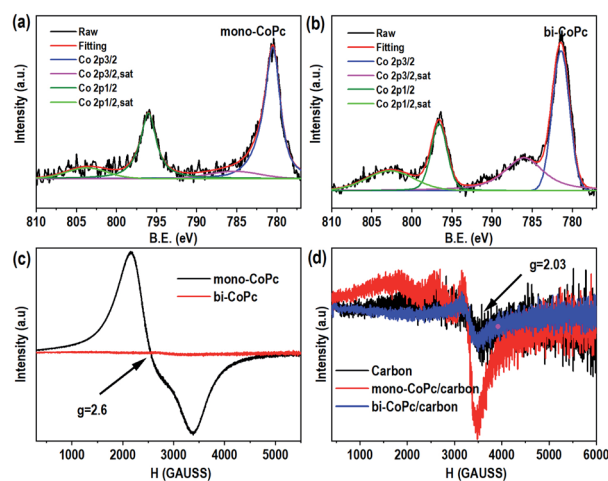 (a)
mono-CoPc
Raw
Fitting
Co 2p3/2
Co 2p3/2,sat
Co 2p1/2
Co 2p1/2,sat
Intensity (a.u.)
810 800 795 790 785 780
B.E. (eV)
(b)
bi-CoPc
Raw
Fitting
Co 2p3/2
Co 2p3/2,sat
Co 2p1/2
Co 2p1/2,sat
Intensity (a.u.)
810 800 795 790 785 780
B.E. (eV)
(c)
mono-CoPc
bi-CoPc
g=2.6
Intensity (a.u)
1000 2000 3000 4000 5000
H (GAUSS)
(d)
g=2.03
Carbon
mono-CoPc/carbon
bi-CoPc/carbon
Intensity (a.u)
1000 2000 3000 4000 5000 6000
H (GAUSS)